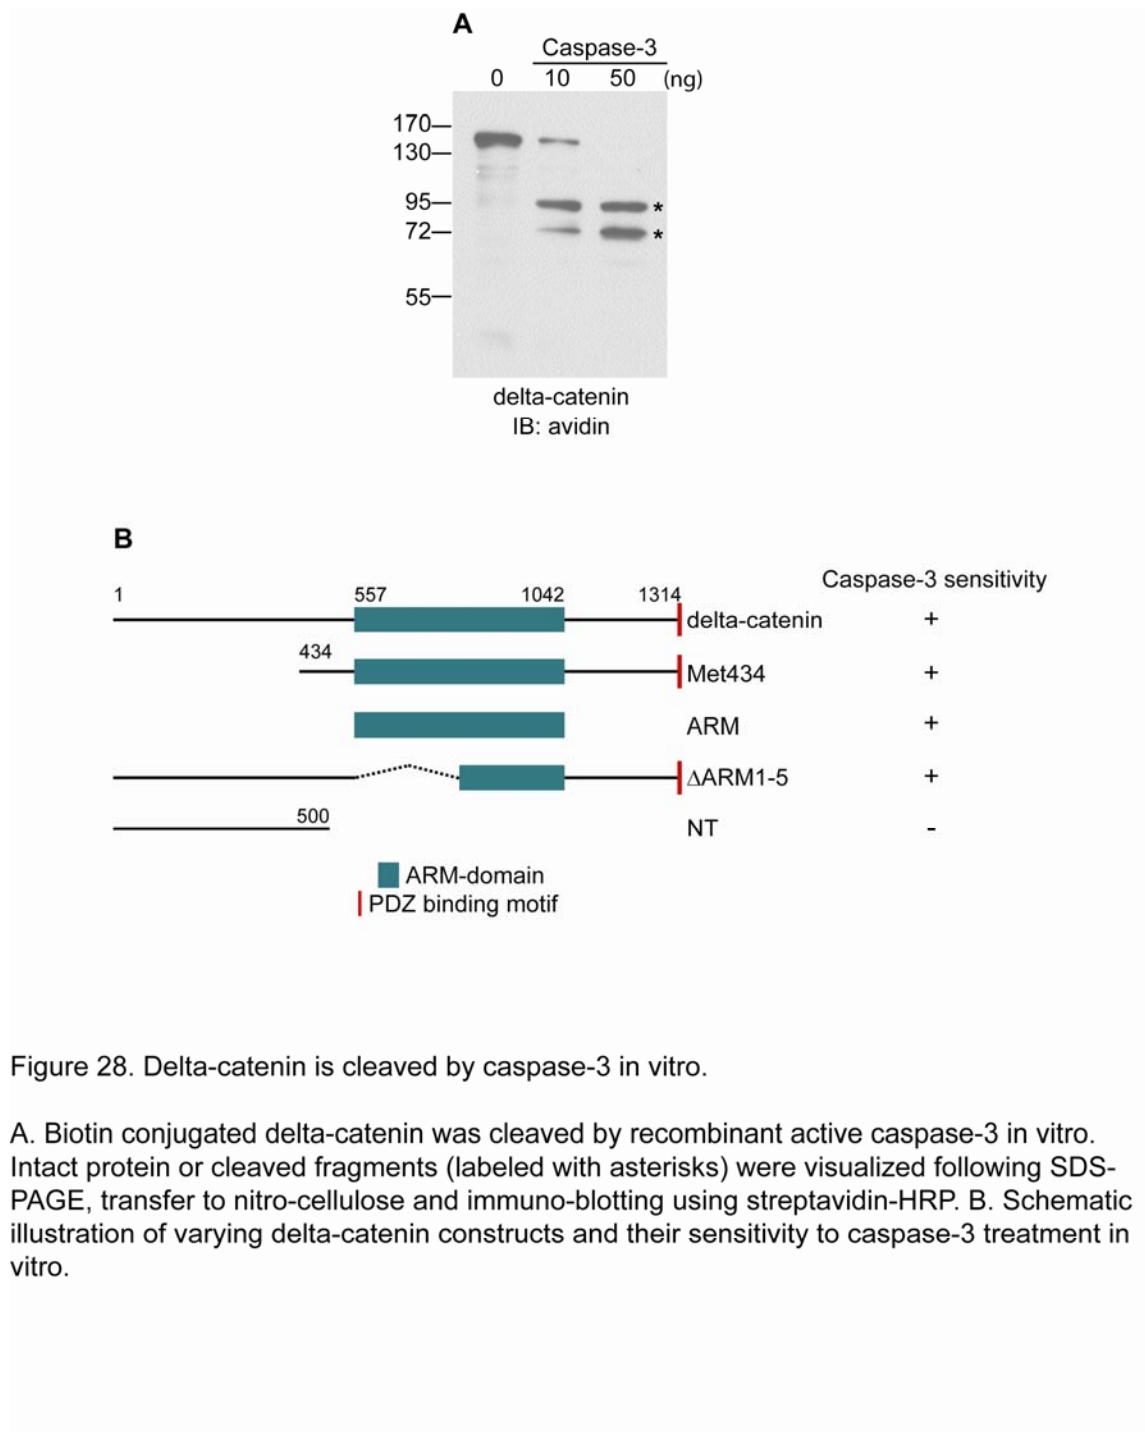 A
Caspase-3
0 10 50 (ng)
170
130
95 *
72 *
55
delta-catenin
IB: avidin
B
Caspase-3 sensitivity
1 557 1042 1314
delta-catenin +
434
Met434 +
ARM +
ΔARM1-5 +
500
NT -
ARM-domain
PDZ binding motif
Figure 28. Delta-catenin is cleaved by caspase-3 in vitro.
A. Biotin conjugated delta-catenin was cleaved by recombinant active caspase-3 in vitro.
Intact protein or cleaved fragments (labeled with asterisks) were visualized following SDS-
PAGE, transfer to nitro-cellulose and immuno-blotting using streptavidin-HRP. B. Schematic
illustration of varying delta-catenin constructs and their sensitivity to caspase-3 treatment in
vitro.